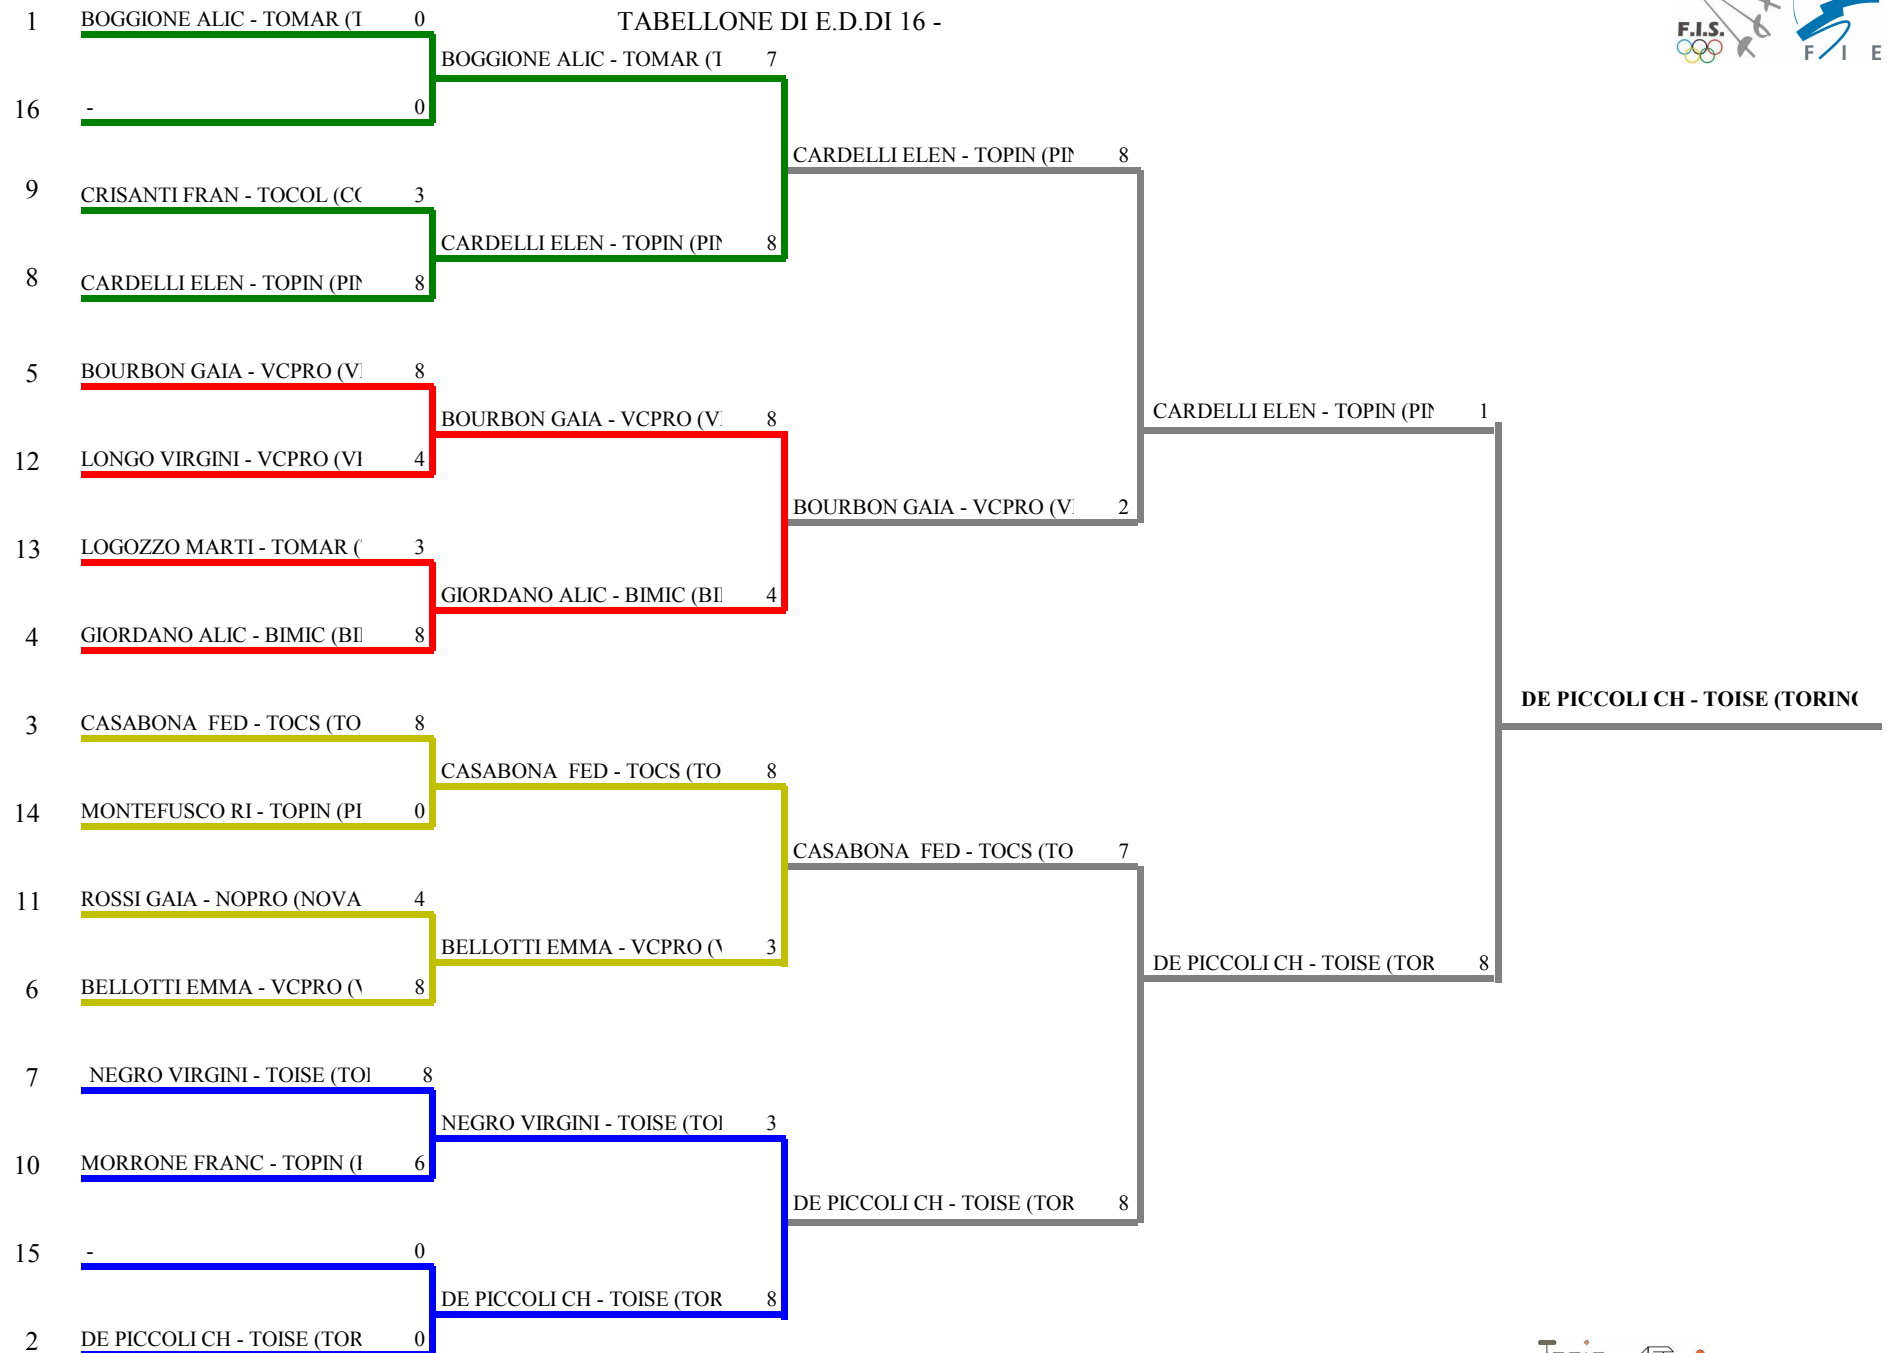 TABELLONE DI E.D.DI 16 -
F.I.S.
F I E
1 BOGGIONE ALIC - TOMAR (T 0
BOGGIONE ALIC - TOMAR (T 7
16 - 0
CARDELLI ELEN - TOPIN (PIN 8
9 CRISANTI FRAN - TOCOL (CO 3
CARDELLI ELEN - TOPIN (PIN 8
8 CARDELLI ELEN - TOPIN (PIN 8
5 BOURBON GAIA - VCPRO (V 8
CARDELLI ELEN - TOPIN (PIN 1
BOURBON GAIA - VCPRO (V 8
12 LONGO VIRGINI - VCPRO (VE 4
BOURBON GAIA - VCPRO (V 2
13 LOGOZZO MARTI - TOMAR ( 3
GIORDANO ALIC - BIMIC (BI 4
4 GIORDANO ALIC - BIMIC (BI 8
DE PICCOLI CH - TOISE (TORINO
3 CASABONA  FED - TOCS (TO 8
CASABONA  FED - TOCS (TO 8
14 MONTEFUSCO RI - TOPIN (PI 0
CASABONA  FED - TOCS (TO 7
11 ROSSI GAIA - NOPRO (NOVA 4
BELLOTTI EMMA - VCPRO (V 3
DE PICCOLI CH - TOISE (TOR 8
6 BELLOTTI EMMA - VCPRO (V 8
7 NEGRO VIRGINI - TOISE (TOR 8
NEGRO VIRGINI - TOISE (TOR 3
10 MORRONE FRANC - TOPIN (P 6
DE PICCOLI CH - TOISE (TOR 8
15 - 0
DE PICCOLI CH - TOISE (TOR 8
2 DE PICCOLI CH - TOISE (TOR 0